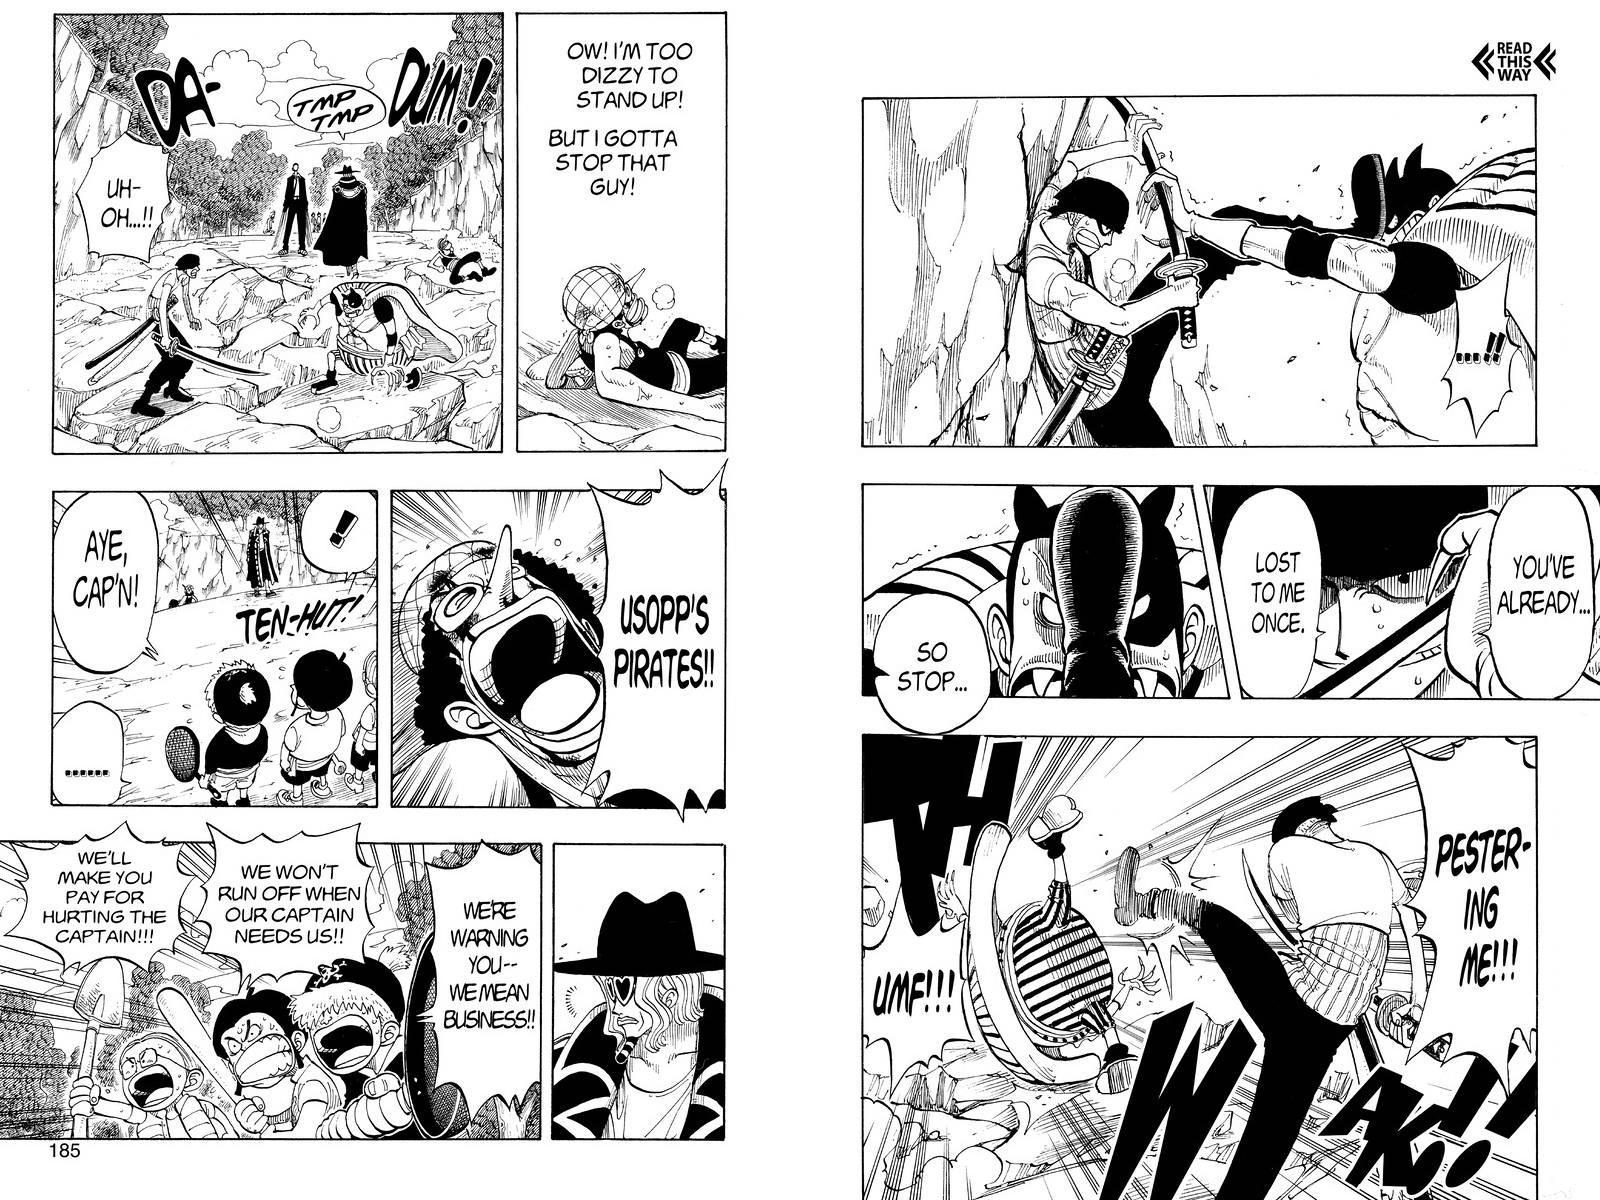 READ
THIS
WAY
...!!
YOU'VE
ALREADY...
LOST
TO ME
ONCE.
SO
STOP...
PESTER-
ING
ME!!!
WHAK!!
THUMF!!!
OW! I'M TOO
DIZZY TO
STAND UP!
BUT I GOTTA
STOP THAT
GUY!
DA-
DUM!
TMP
TMP
UH-
OH...!!
USOPP'S
PIRATES!!
!
TEN-HUT!
AYE,
CAP'N!
......
WE'RE
WARNING
YOU--
WE MEAN
BUSINESS!!
WE WON'T
RUN OFF WHEN
OUR CAPTAIN
NEEDS US!!
WE'LL
MAKE YOU
PAY FOR
HURTING THE
CAPTAIN!!!
185